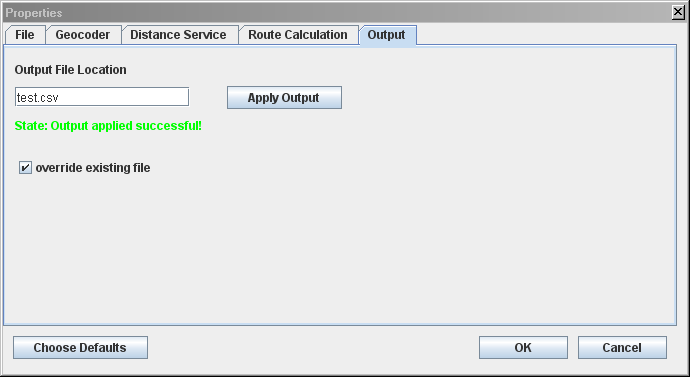 Properties
File Geocoder Distance Service Route Calculation Output
Output File Location
test.csv Apply Output
State: Output applied successful!
override existing file
Choose Defaults OK Cancel